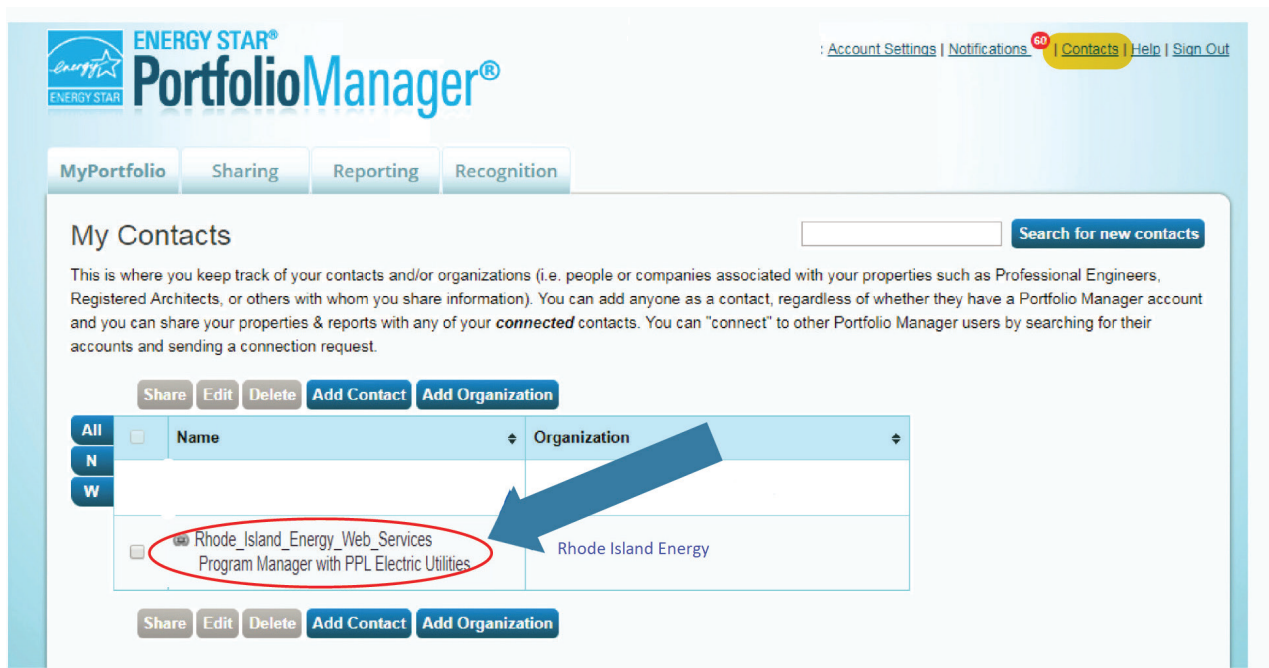 ENERGY STAR®
PortfolioManager®
energy
ENERGY STAR
: Account Settings | Notifications 60 | Contacts | Help | Sign Out
MyPortfolio Sharing Reporting Recognition
My Contacts
Search for new contacts
This is where you keep track of your contacts and/or organizations (i.e. people or companies associated with your properties such as Professional Engineers,
Registered Architects, or others with whom you share information). You can add anyone as a contact, regardless of whether they have a Portfolio Manager account
and you can share your properties & reports with any of your connected contacts. You can "connect" to other Portfolio Manager users by searching for their
accounts and sending a connection request.
Share Edit Delete Add Contact Add Organization
All
N
W
Name Organization
Rhode_Island_Energy_Web_Services
Program Manager with PPL Electric Utilities
Rhode Island Energy
Share Edit Delete Add Contact Add Organization